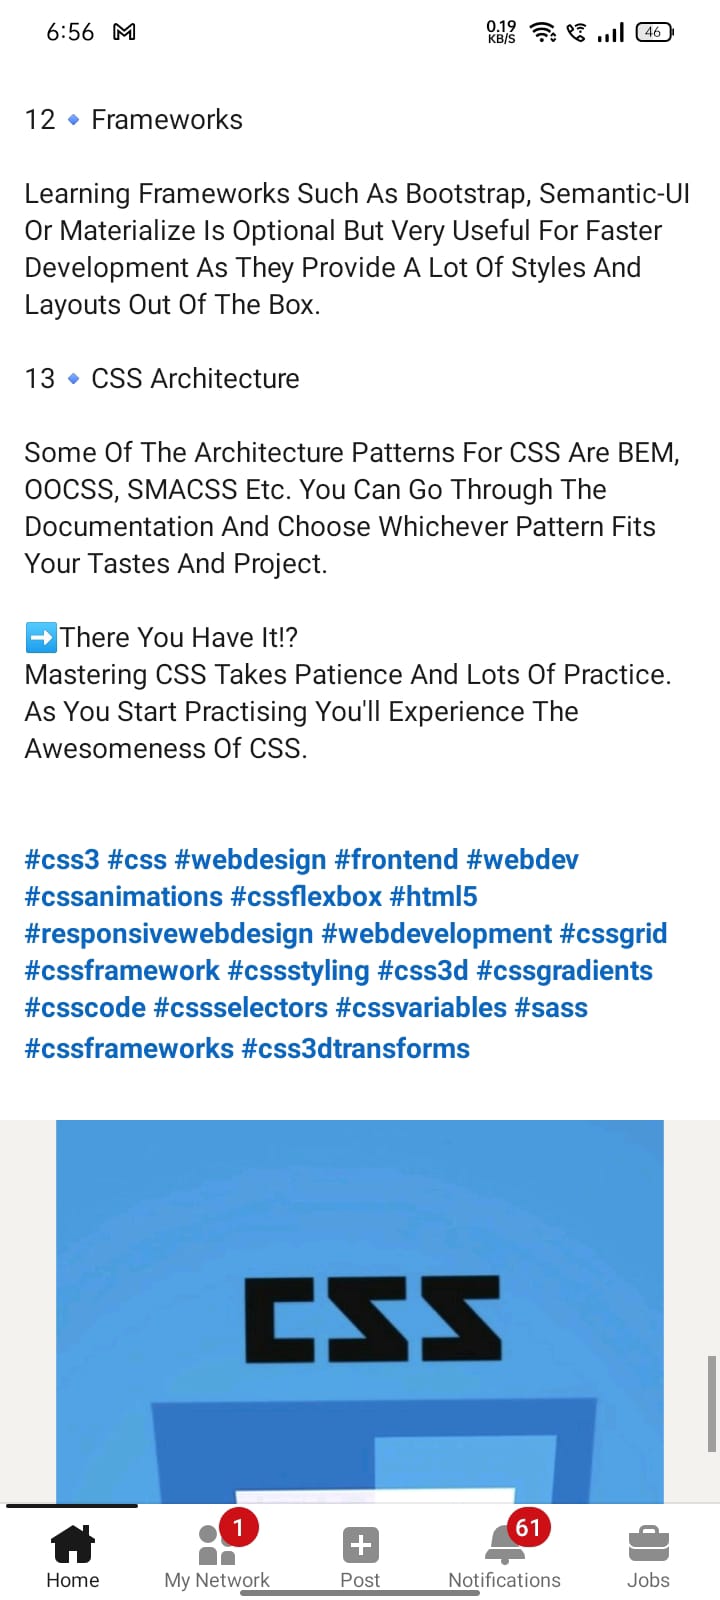 6:56
0.19
KB/S
46
12 🔹 Frameworks
Learning Frameworks Such As Bootstrap, Semantic-UI
Or Materialize Is Optional But Very Useful For Faster
Development As They Provide A Lot Of Styles And
Layouts Out Of The Box.
13 🔹 CSS Architecture
Some Of The Architecture Patterns For CSS Are BEM,
OOCSS, SMACSS Etc. You Can Go Through The
Documentation And Choose Whichever Pattern Fits
Your Tastes And Project.
➡️There You Have It!?
Mastering CSS Takes Patience And Lots Of Practice.
As You Start Practising You'll Experience The
Awesomeness Of CSS.
#css3 #css #webdesign #frontend #webdev
#cssanimations #cssflexbox #html5
#responsivewebdesign #webdevelopment #cssgrid
#cssframework #cssstyling #css3d #cssgradients
#csscode #cssselectors #cssvariables #sass
#cssframeworks #css3dtransforms
CSS
1
61
Home
My Network
Post
Notifications
Jobs